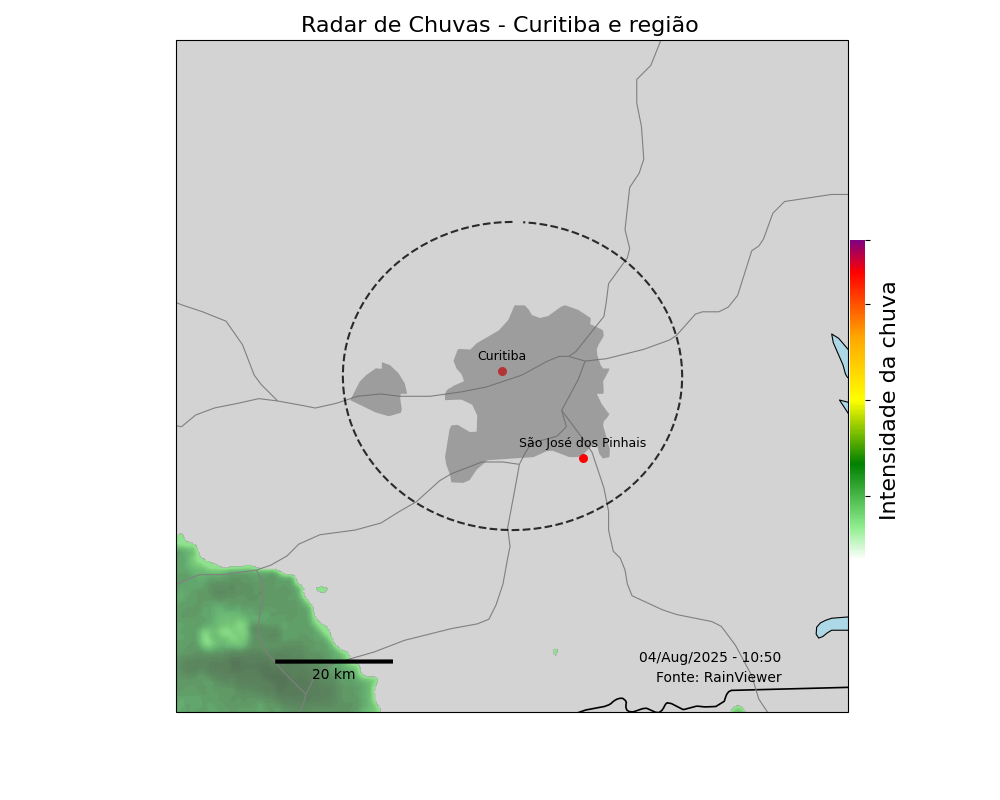 Radar de Chuvas - Curitiba e região
Curitiba
São José dos Pinhais
Intensidade da chuva
04/Aug/2025 - 10:50
Fonte: RainViewer
20 km